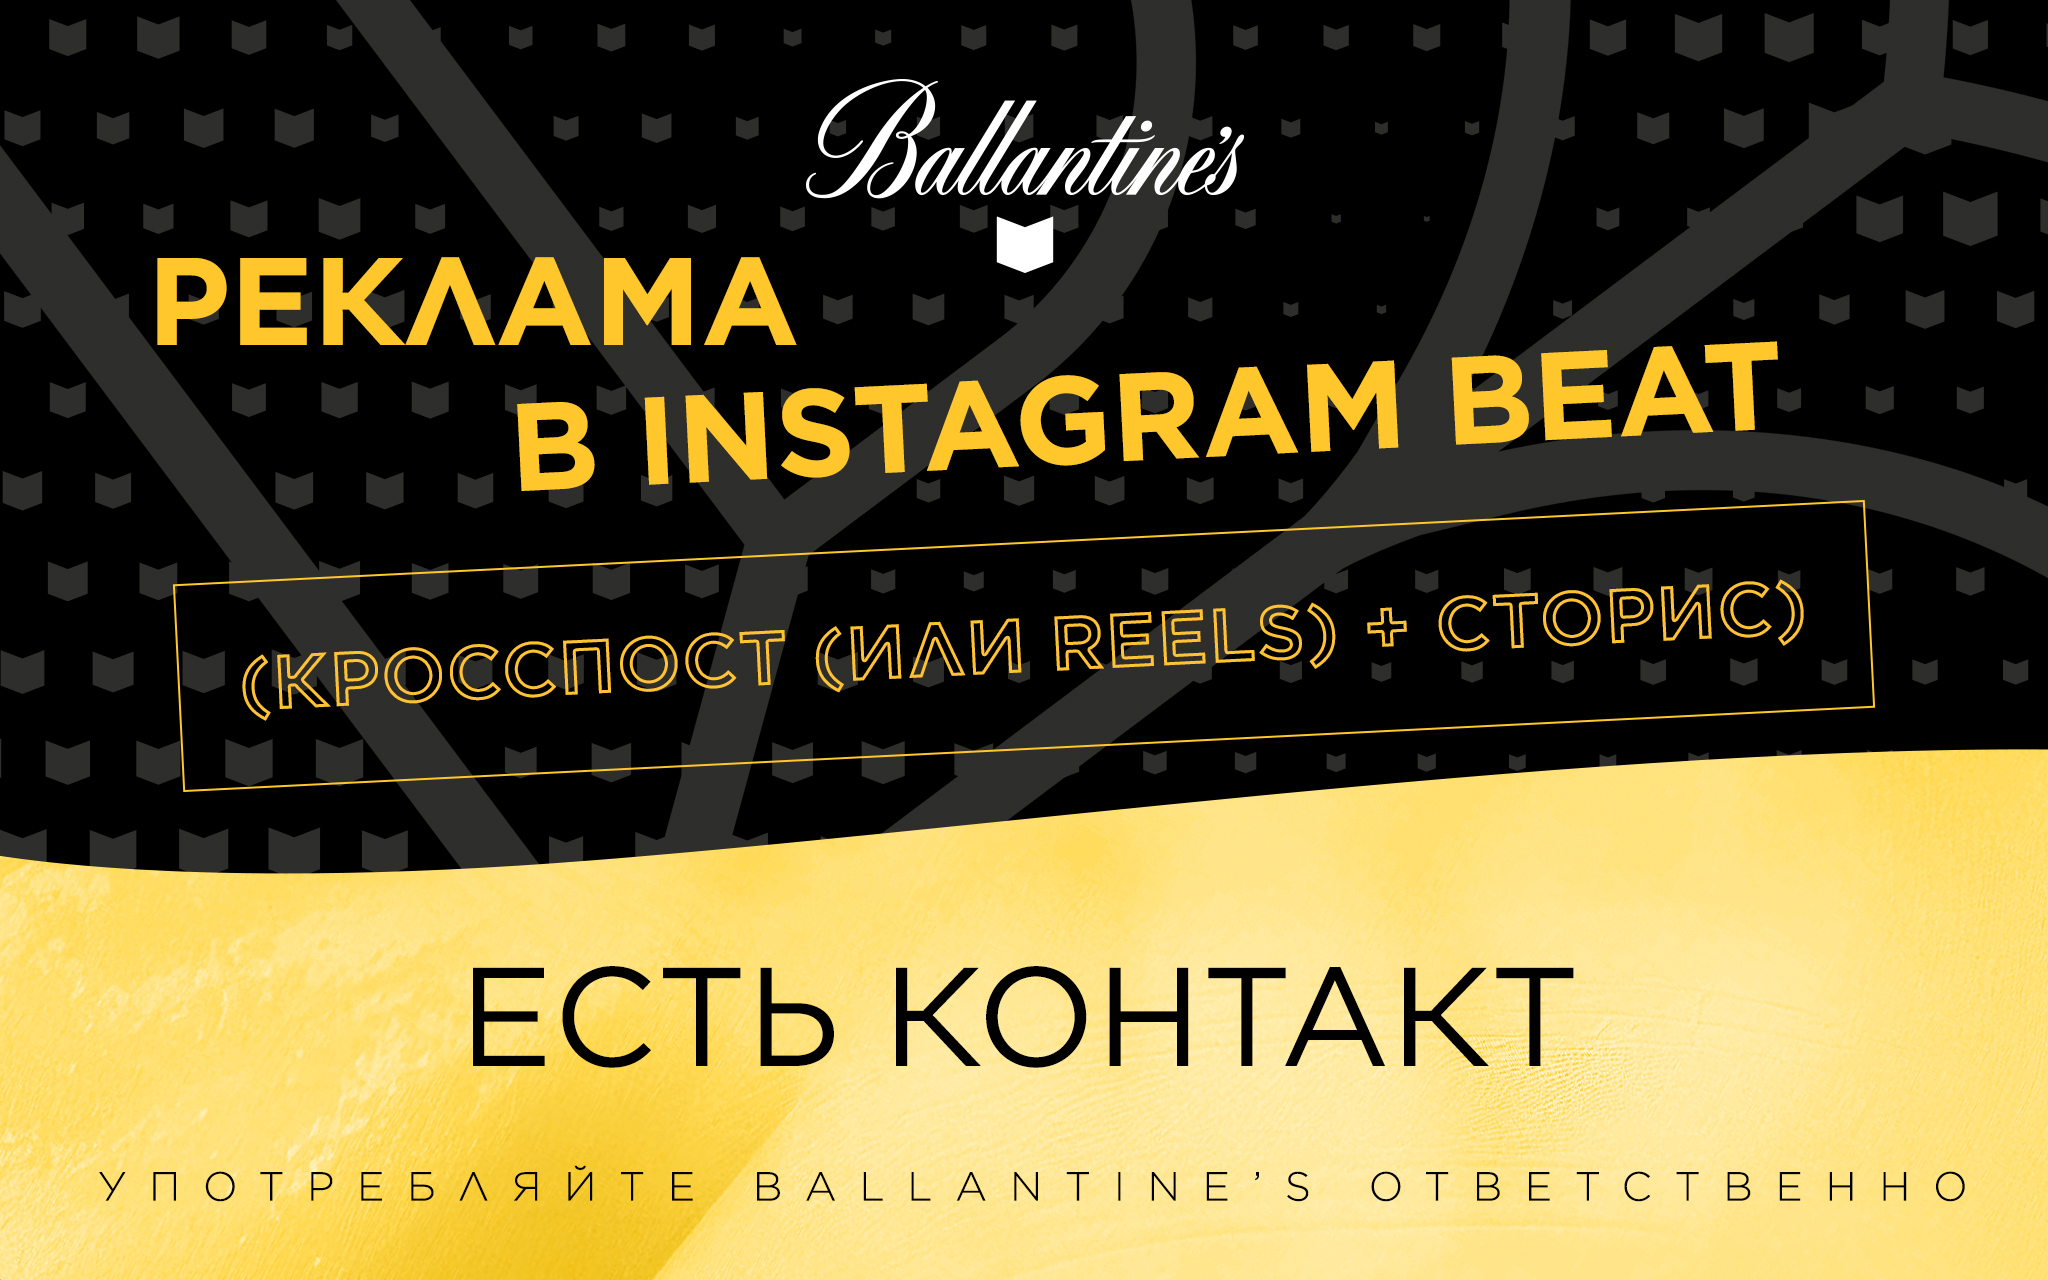 Ballantine's
РЕКЛАМА
В INSTAGRAM BEAT
(КРОССПОСТ (ИЛИ REELS) + СТОРИС)
ЕСТЬ КОНТАКТ
УПОТРЕБЛЯЙТЕ BALLANTINE'S ОТВЕТСТВЕННО